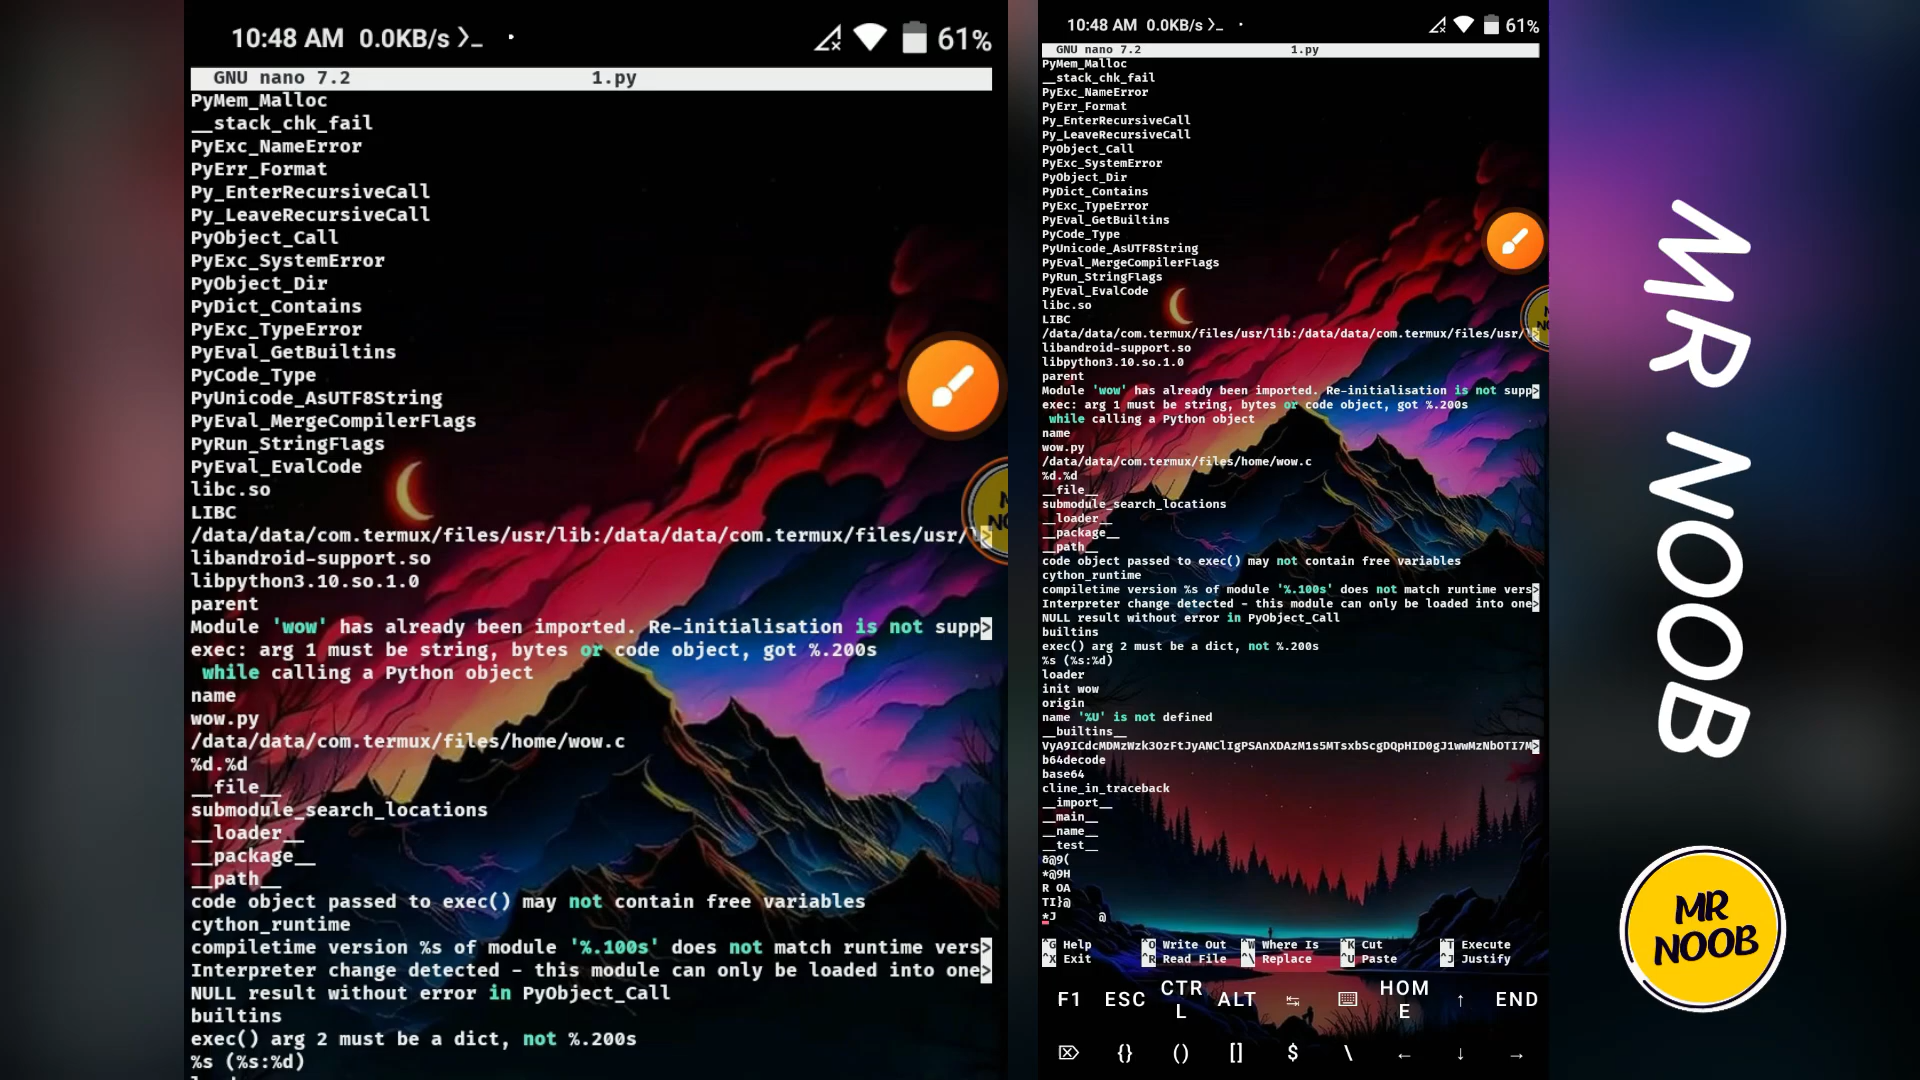 10:48 AM 0.0KB/s 61%
GNU nano 7.2 1.py
PyMem_Malloc
__stack_chk_fail
PyExc_NameError
PyErr_Format
Py_EnterRecursiveCall
Py_LeaveRecursiveCall
PyObject_Call
PyExc_SystemError
PyObject_Dir
PyDict_Contains
PyExc_TypeError
PyEval_GetBuiltins
PyCode_Type
PyUnicode_AsUTF8String
PyEval_MergeCompilerFlags
PyRun_StringFlags
PyEval_EvalCode
libc.so
LIBC
/data/data/com.termux/files/usr/lib:/data/data/com.termux/files/usr/l>
libandroid-support.so
libpython3.10.so.1.0
parent
Module 'wow' has already been imported. Re-initialisation is not supp>
exec: arg 1 must be string, bytes or code object, got %.200s
while calling a Python object
name
wow.py
/data/data/com.termux/files/home/wow.c
%d.%d
__file__
submodule_search_locations
__loader__
__package__
__path__
code object passed to exec() may not contain free variables
cython_runtime
compiletime version %s of module '%.100s' does not match runtime vers>
Interpreter change detected - this module can only be loaded into one>
NULL result without error in PyObject_Call
builtins
exec() arg 2 must be a dict, not %.200s
%s (%s:%d)
10:48 AM 0.0KB/s 61%
GNU nano 7.2 1.py
PyMem_Malloc
__stack_chk_fail
PyExc_NameError
PyErr_Format
Py_EnterRecursiveCall
Py_LeaveRecursiveCall
PyObject_Call
PyExc_SystemError
PyObject_Dir
PyDict_Contains
PyExc_TypeError
PyEval_GetBuiltins
PyCode_Type
PyUnicode_AsUTF8String
PyEval_MergeCompilerFlags
PyRun_StringFlags
PyEval_EvalCode
libc.so
LIBC
/data/data/com.termux/files/usr/lib:/data/data/com.termux/files/usr/l>
libandroid-support.so
libpython3.10.so.1.0
parent
Module 'wow' has already been imported. Re-initialisation is not supp>
exec: arg 1 must be string, bytes or code object, got %.200s
while calling a Python object
name
wow.py
/data/data/com.termux/files/home/wow.c
%d.%d
__file__
submodule_search_locations
__loader__
__package__
__path__
code object passed to exec() may not contain free variables
cython_runtime
compiletime version %s of module '%.100s' does not match runtime vers>
Interpreter change detected - this module can only be loaded into one>
NULL result without error in PyObject_Call
builtins
exec() arg 2 must be a dict, not %.200s
%s (%s:%d)
loader
init wow
origin
name '%U' is not defined
__builtins__
b64decode
base64
cline_in_traceback
__import__
__main__
__name__
__test__
&@9(
*@9H
R OA
TI}@
*J @
^G Help ^O Write Out ^W Where Is ^K Cut ^T Execute
^X Exit ^R Read File ^\ Replace ^U Paste ^J Justify
F1 ESC CTRL ALT HOME ↑ END
{} () [] $ \ ← ↓ →
MR NOOB
MR
NOOB